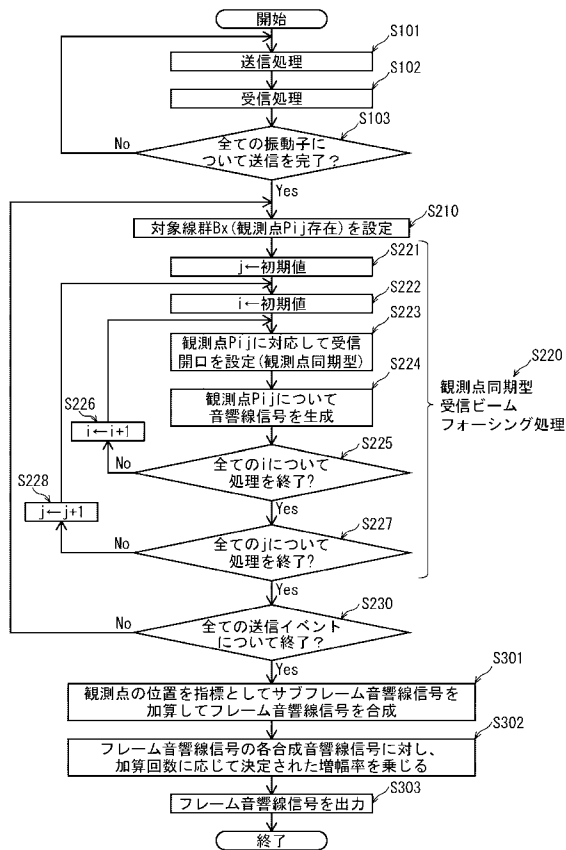 開始
S101
送信処理
S102
受信処理
S103
全ての振動子に
ついて送信を完了?
No
Yes
S210
対象線群Bx(観測点Pij存在)を設定
S221
j←初期値
S222
i←初期値
S223
観測点Pijに対応して受信
開口を設定(観測点同期型)
S224
観測点Pijについて
音響線信号を生成
S220
観測点同期型
受信ビーム
フォーシング処理
S226
i←i+1
S225
全てのiについて
処理を終了?
No
Yes
S228
j←j+1
S227
全てのjについて
処理を終了?
No
Yes
S230
全ての送信イベント
について終了?
No
Yes
S301
観測点の位置を指標としてサブフレーム音響線信号を
加算してフレーム音響線信号を合成
S302
フレーム音響線信号の各合成音響線信号に対し、
加算回数に応じて決定された増幅率を乗じる
S303
フレーム音響線信号を出力
終了